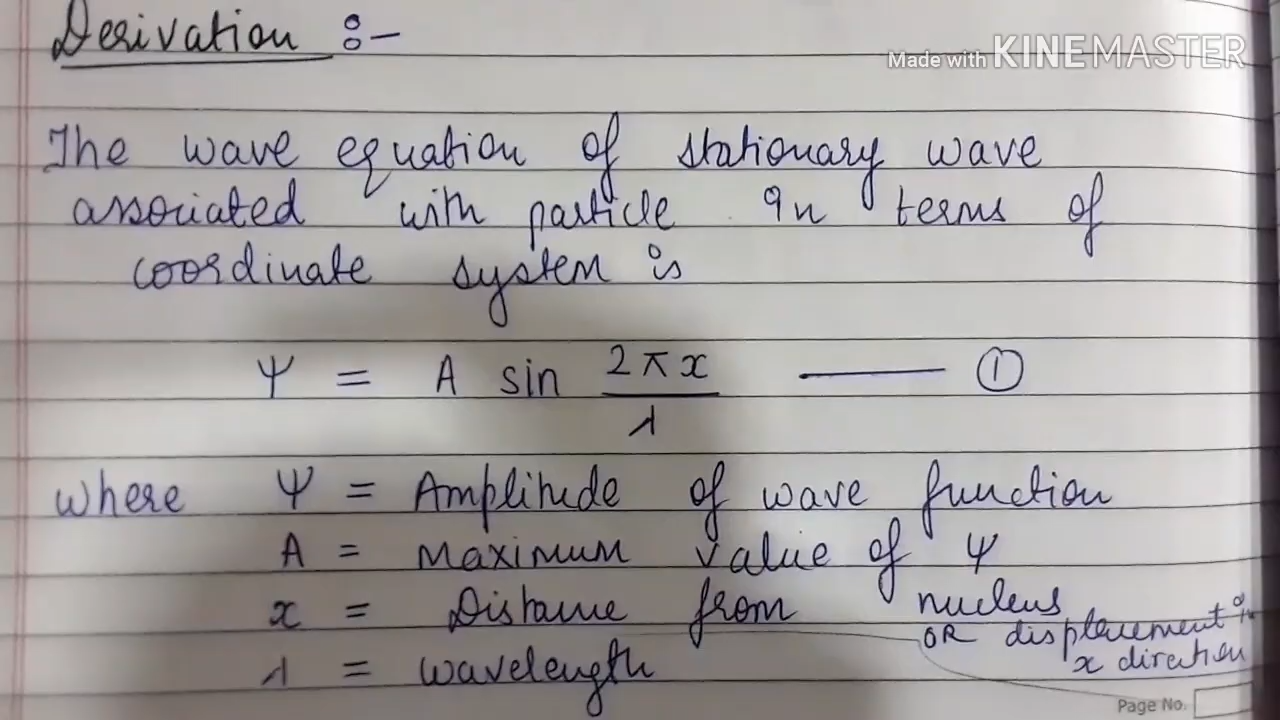 Derivation :-
Made with KINEMASTER
The wave equation of stationary wave
associated with particle in terms of
coordinate system is
Ψ = A sin 2πx / λ —— ①
where Ψ = Amplitude of wave function
A = maximum value of Ψ
x = Distance from nucleus
OR displacement in
x direction
λ = wavelength
Page No.